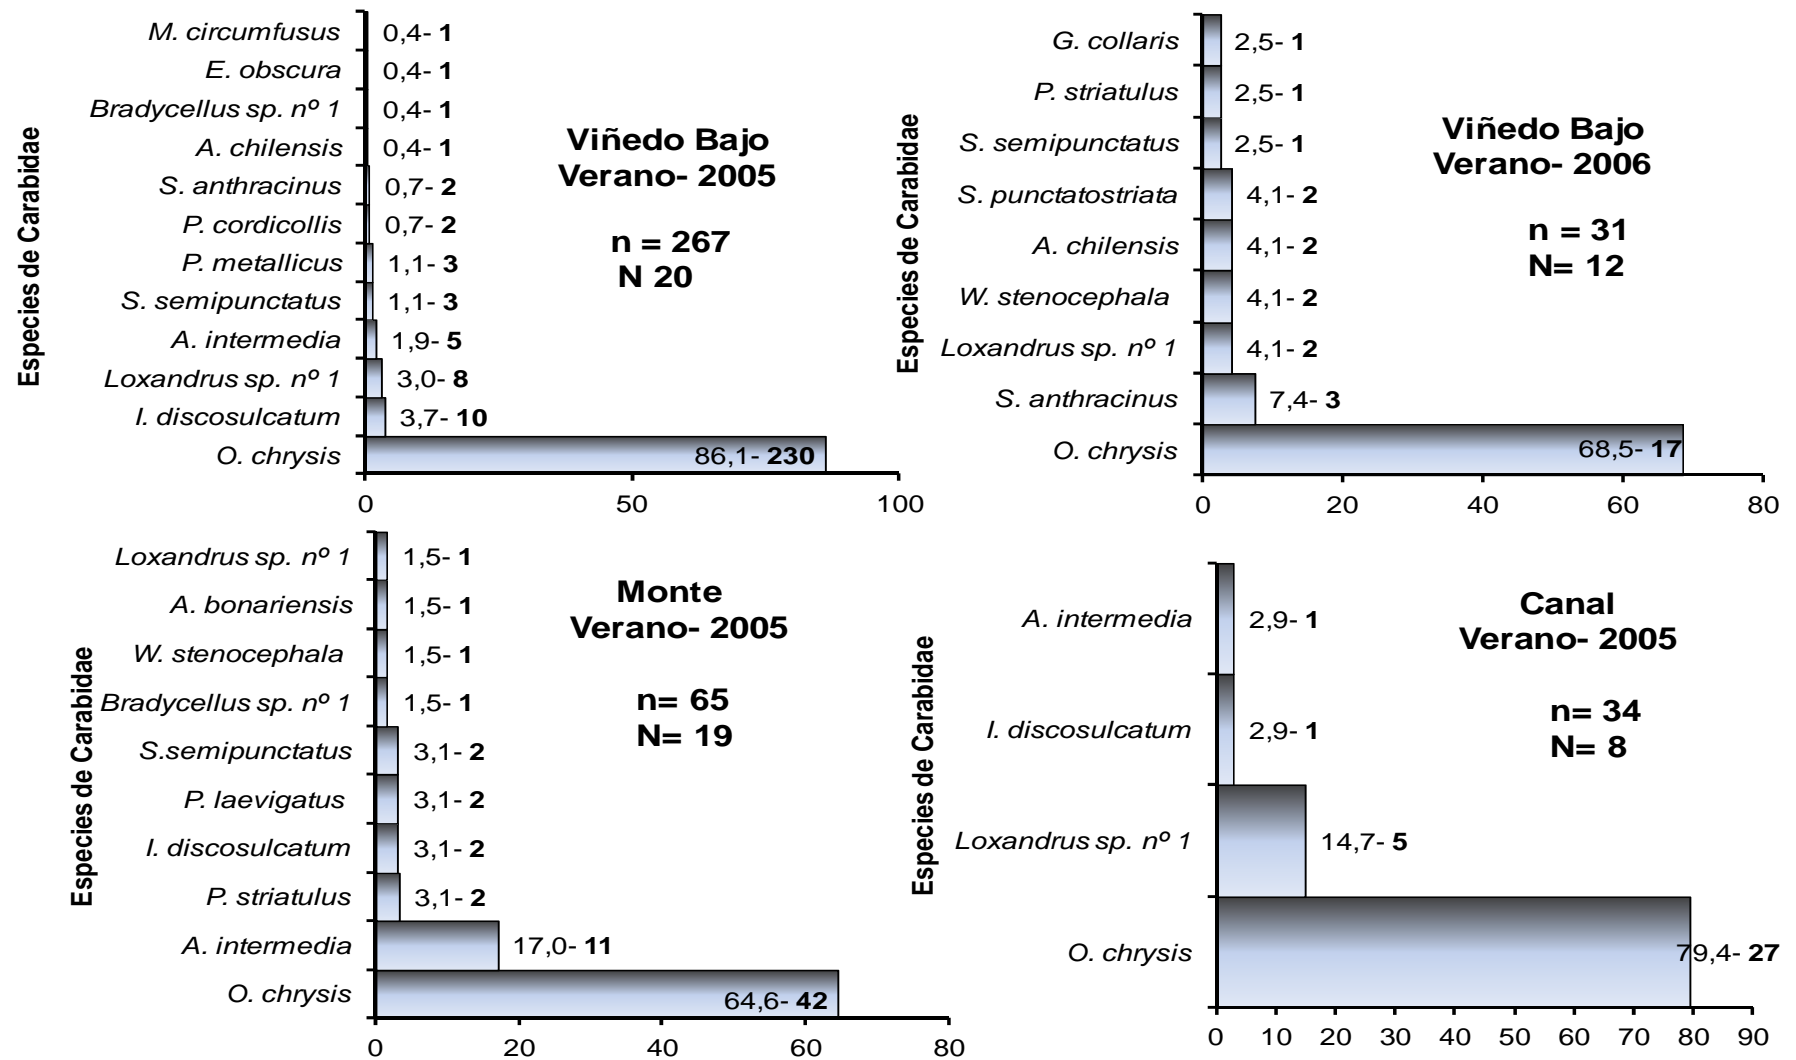 Especies de Carabidae
M. circumfusus 0,4- 1
E. obscura 0,4- 1
Bradycellus sp. nº 1 0,4- 1
A. chilensis 0,4- 1
S. anthracinus 0,7- 2
P. cordicollis 0,7- 2
P. metallicus 1,1- 3
S. semipunctatus 1,1- 3
A. intermedia 1,9- 5
Loxandrus sp. nº 1 3,0- 8
I. discosulcatum 3,7- 10
O. chrysis 86,1- 230
0 50 100
Viñedo Bajo
Verano- 2005
n = 267
N 20
Especies de Carabidae
G. collaris 2,5- 1
P. striatulus 2,5- 1
S. semipunctatus 2,5- 1
S. punctatostriata 4,1- 2
A. chilensis 4,1- 2
W. stenocephala 4,1- 2
Loxandrus sp. nº 1 4,1- 2
S. anthracinus 7,4- 3
O. chrysis 68,5- 17
0 20 40 60 80
Viñedo Bajo
Verano- 2006
n = 31
N= 12
Especies de Carabidae
Loxandrus sp. nº 1 1,5- 1
A. bonariensis 1,5- 1
W. stenocephala 1,5- 1
Bradycellus sp. nº 1 1,5- 1
S.semipunctatus 3,1- 2
P. laevigatus 3,1- 2
I. discosulcatum 3,1- 2
P. striatulus 3,1- 2
A. intermedia 17,0- 11
O. chrysis 64,6- 42
0 20 40 60 80
Monte
Verano- 2005
n= 65
N= 19
Especies de Carabidae
A. intermedia 2,9- 1
I. discosulcatum 2,9- 1
Loxandrus sp. nº 1 14,7- 5
O. chrysis 79,4- 27
0 10 20 30 40 50 60 70 80 90
Canal
Verano- 2005
n= 34
N= 8